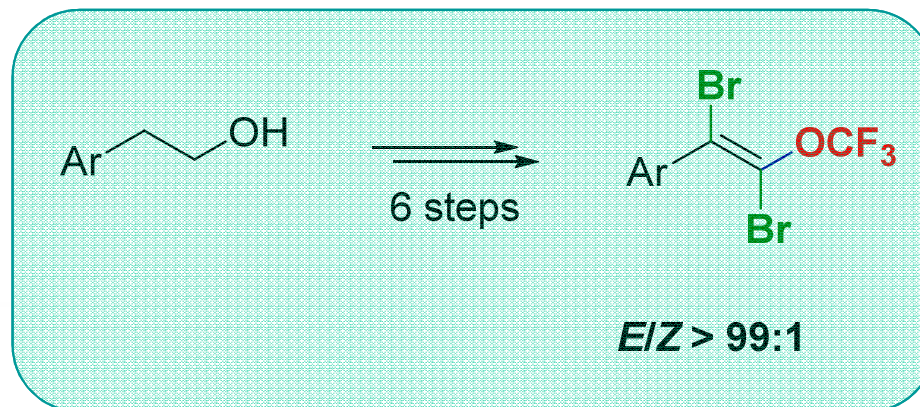 Br
OH
OCF3
Ar
Ar
6 steps
Br
E/Z > 99:1